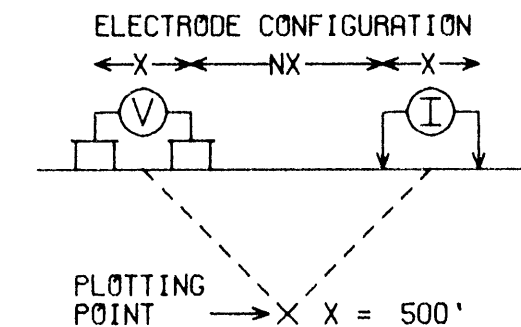 ELECTRODE CONFIGURATION
X NX X
V I
PLOTTING
POINT X X = 500'